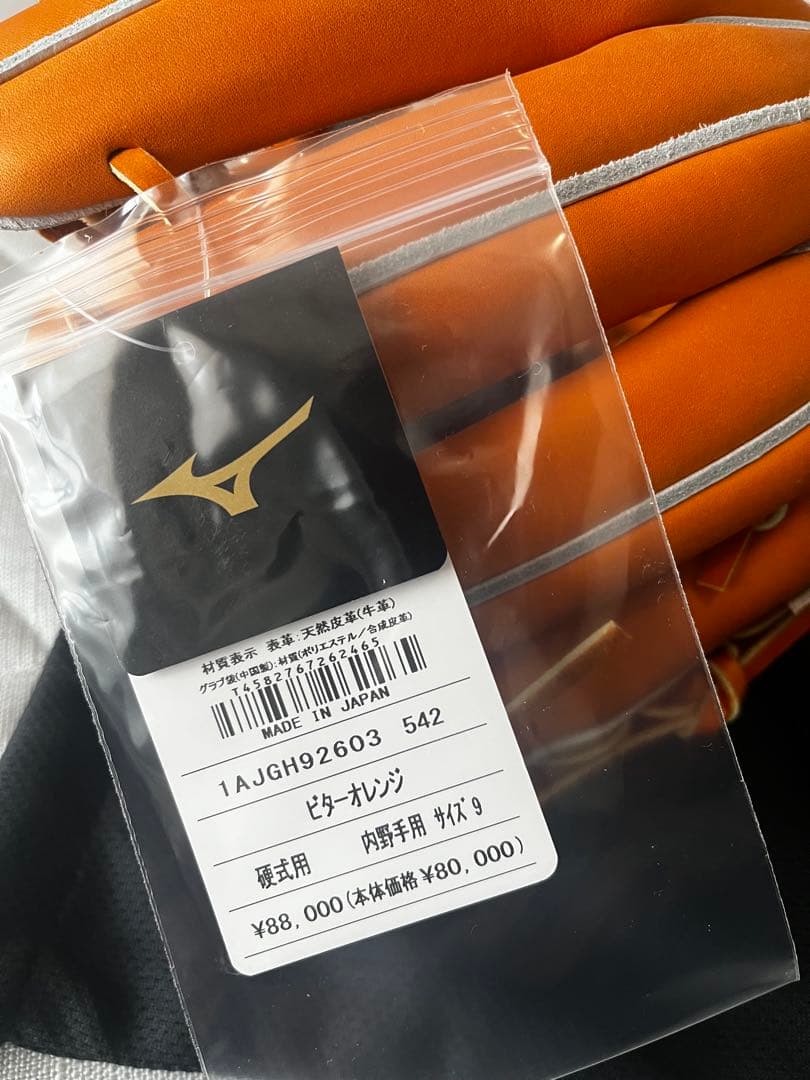 材質表示 表革:天然皮革(牛革)
グラブ袋(中国製):材質(ポリエステル/合成皮革)
T4582767262465
MADE IN JAPAN
1AJGH92603 542
ビターオレンジ
硬式用 内野手用 サイズ9
¥88,000(本体価格¥80,000)